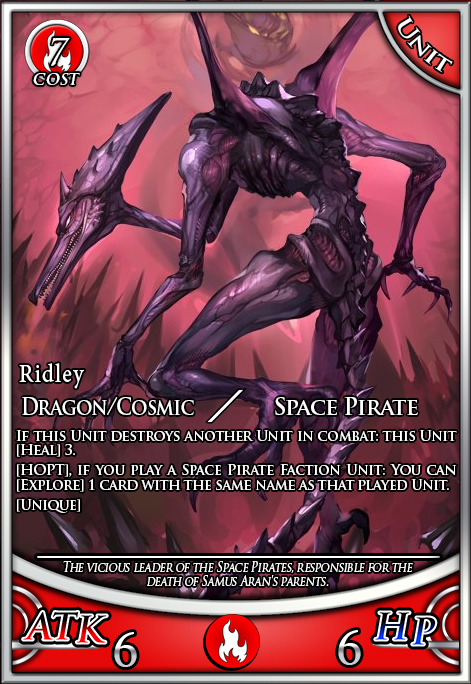 7
COST
UNIT
Ridley
DRAGON/COSMIC / SPACE PIRATE
IF THIS UNIT DESTROYS ANOTHER UNIT IN COMBAT: THIS UNIT
[HEAL] 3.
[HOPT], IF YOU PLAY A SPACE PIRATE FACTION UNIT: YOU CAN
[EXPLORE] 1 CARD WITH THE SAME NAME AS THAT PLAYED UNIT.
[UNIQUE]
THE VICIOUS LEADER OF THE SPACE PIRATES, RESPONSIBLE FOR THE
DEATH OF SAMUS ARAN'S PARENTS.
ATK 6 6 HP